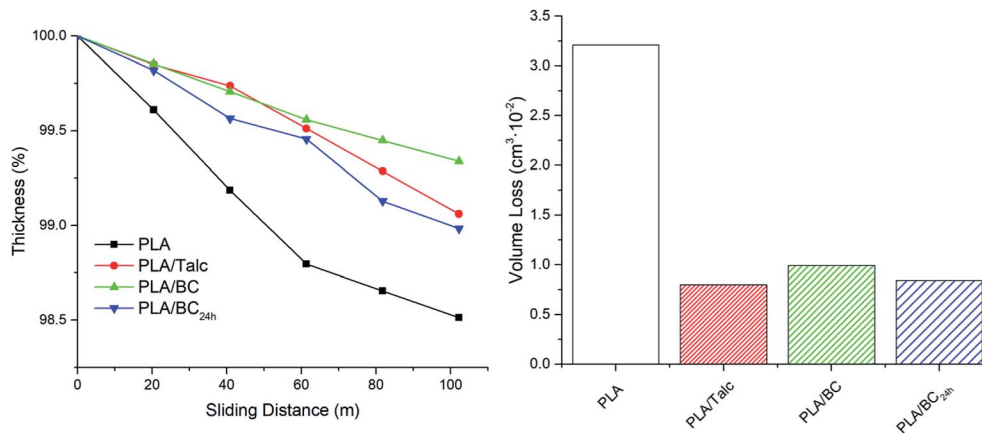 100.0
99.5
99.0
98.5
Thickness (%)
PLA
PLA/Talc
PLA/BC
PLA/BC24h
0 20 40 60 80 100
Sliding Distance (m)
3.5
3.0
2.5
2.0
1.5
1.0
0.5
0.0
Volume Loss (cm³·10⁻²)
PLA
PLA/Talc
PLA/BC
PLA/BC24h